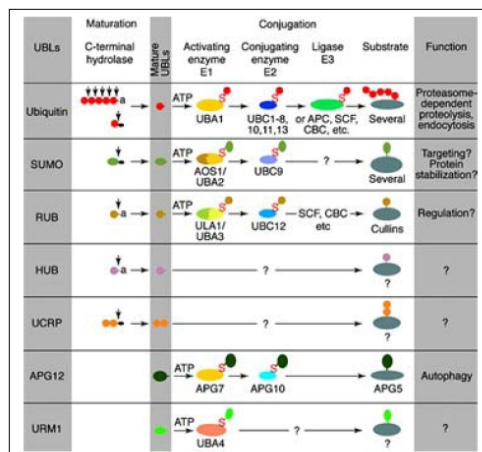 Maturation
Conjugation
UBLs
C-terminal
hydrolase
Mature
UBLs
Activating
enzyme
E1
Conjugating
enzyme
E2
Ligase
E3
Substrate
Function
Ubiquitin
a
ATP
S
UBA1
S
UBC1-8,
10,11,13
S
or APC, SCF,
CBC, etc.
Several
Proteasome-
dependent
proteolysis,
endocytosis
SUMO
ATP
S
AOS1/
UBA2
S
UBC9
?
Several
Targeting?
Protein
stabilization?
RUB
a
ATP
S
ULA1/
UBA3
S
UBC12
SCF, CBC
etc
Cullins
Regulation?
HUB
a
?
?
?
UCRP
?
?
?
APG12
ATP
S
APG7
S
APG10
APG5
Autophagy
URM1
ATP
S
UBA4
?
?
?